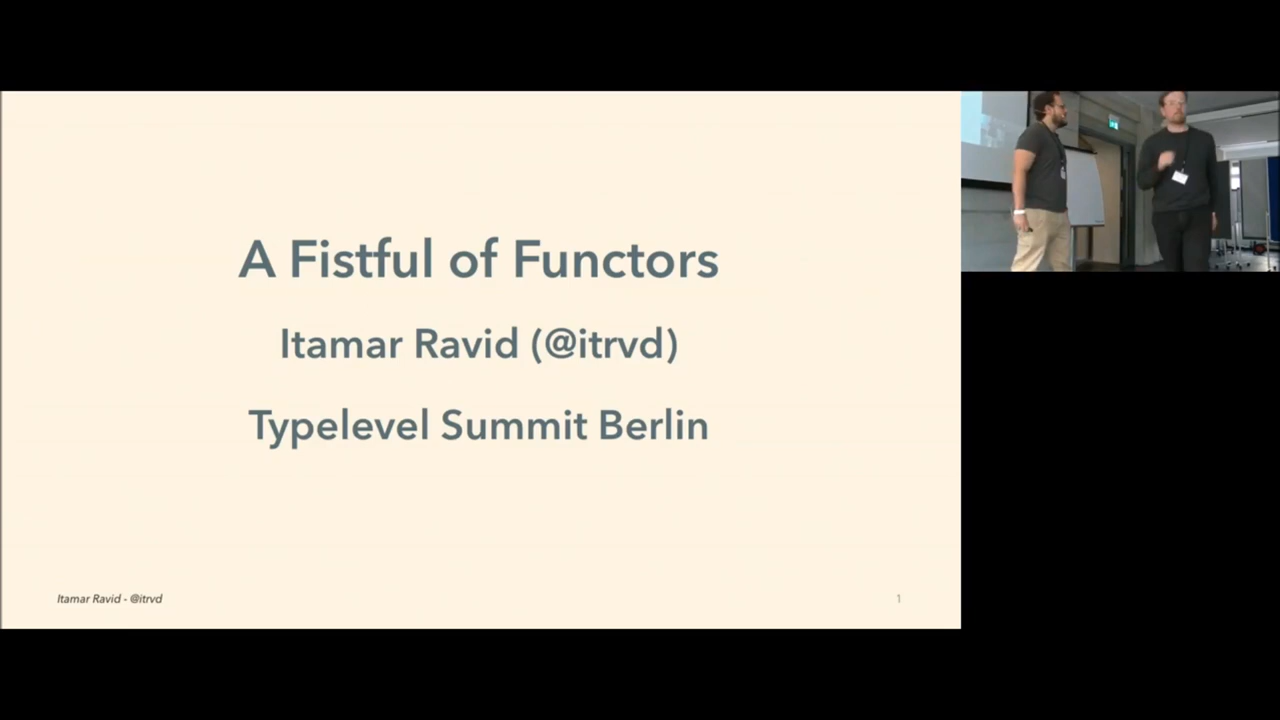 A Fistful of Functors
Itamar Ravid (@itrvd)
Typelevel Summit Berlin
Itamar Ravid - @itrvd
1